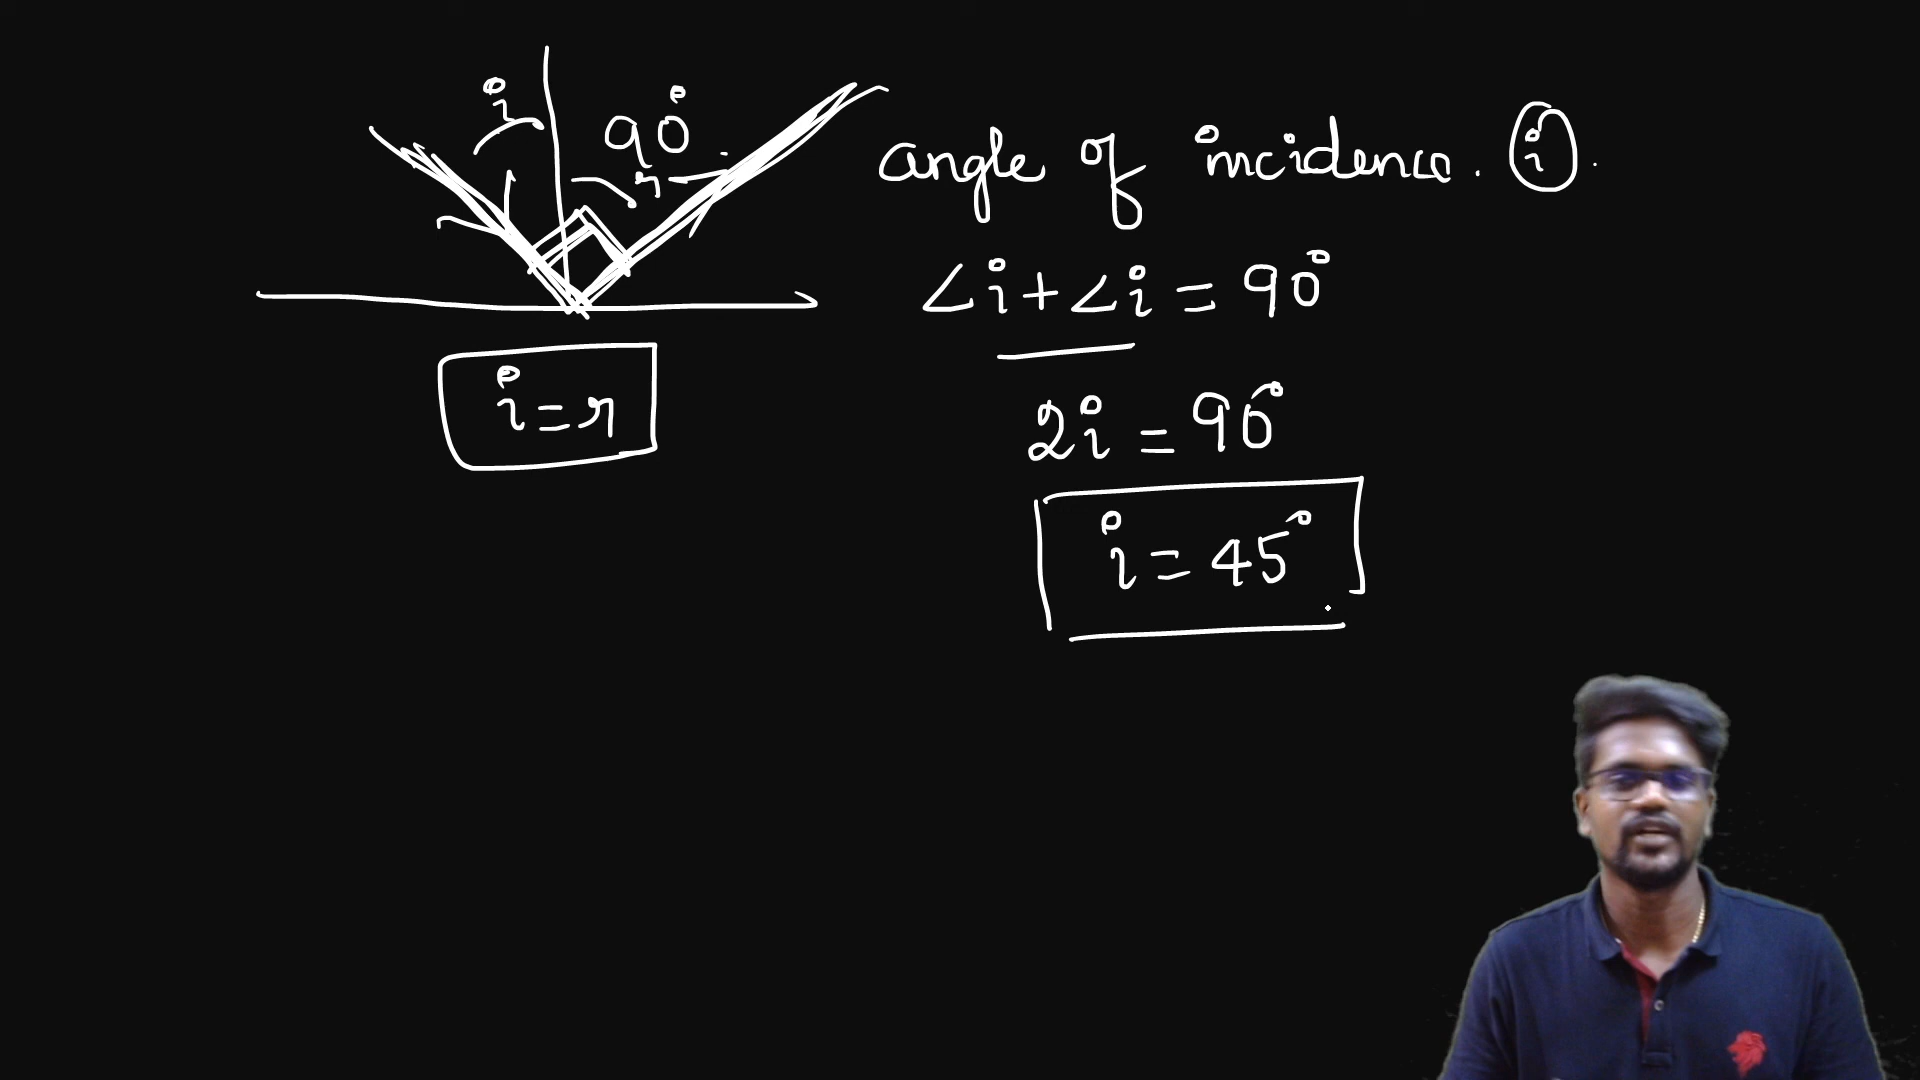 i
90°
r
angle of incidence. i.
∠i+∠i = 90°
i = r
2i = 90°
i = 45°